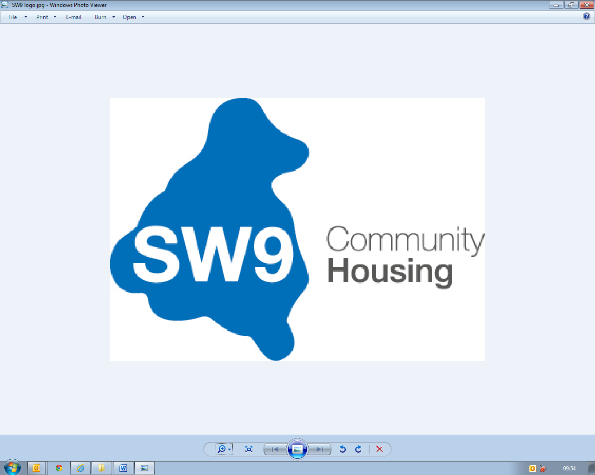 SW9 logo.jpg - Windows Photo Viewer
File Print E-mail Burn Open
SW9
Community
Housing